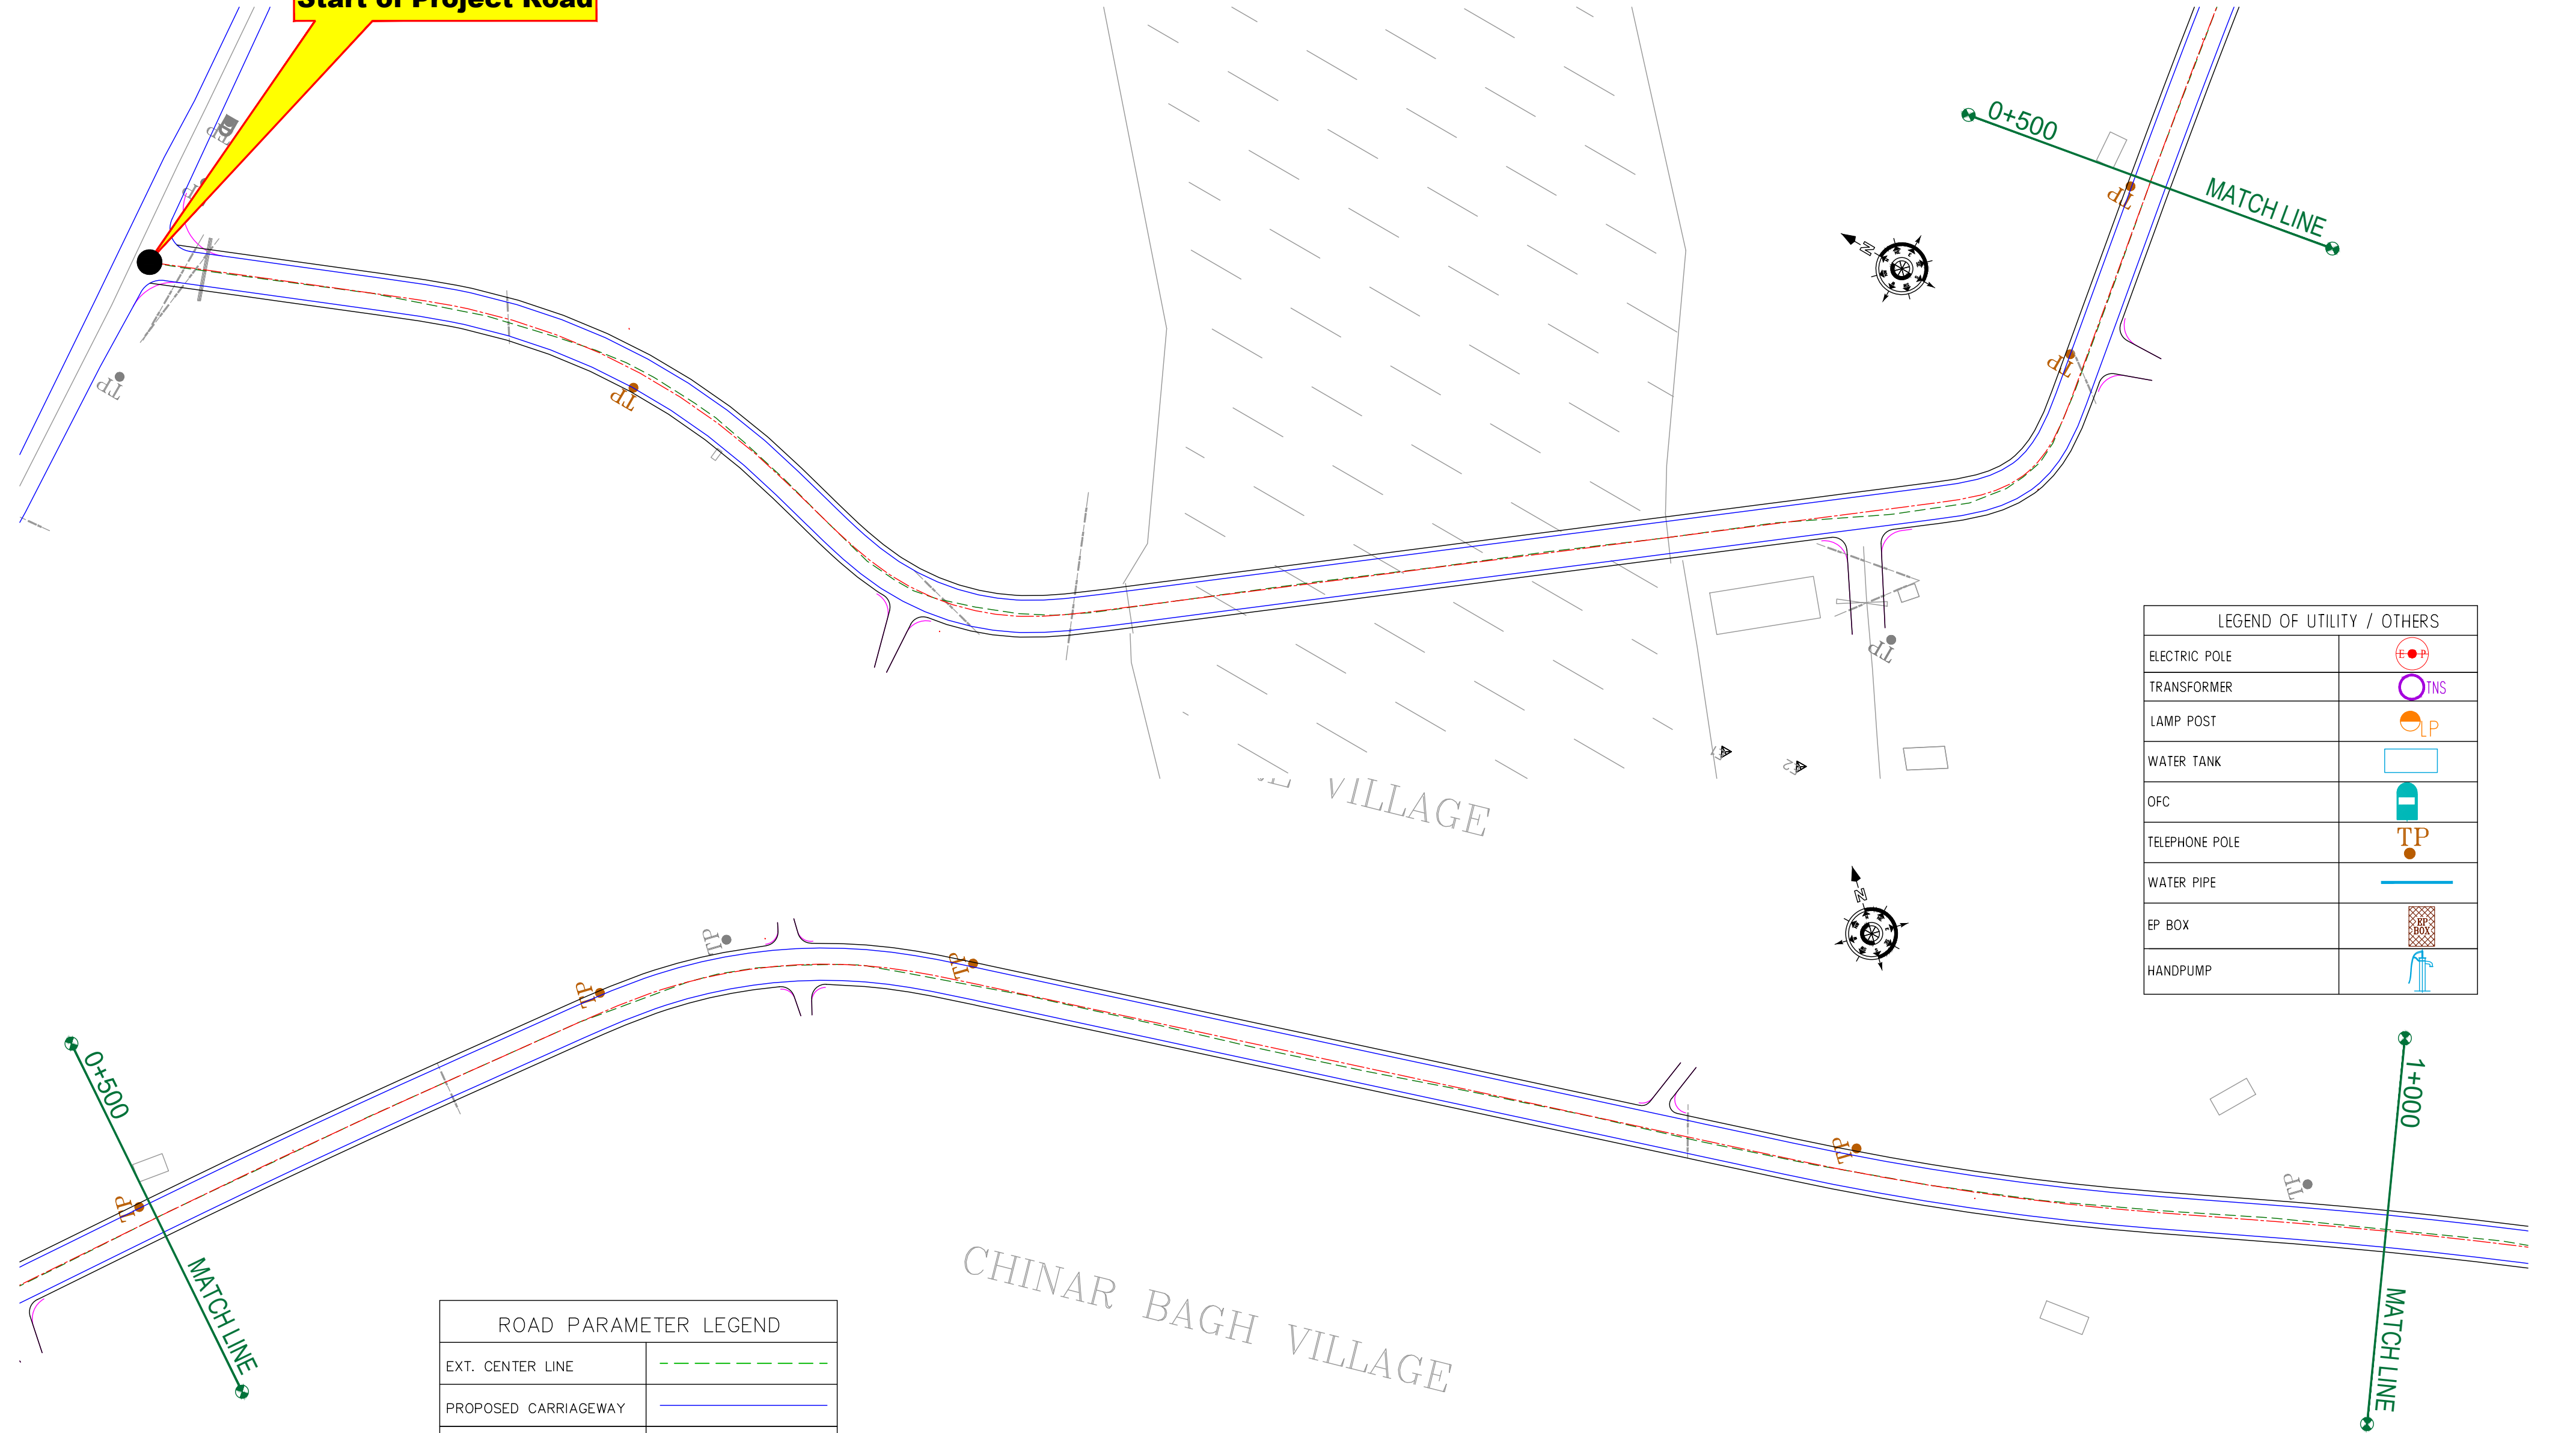 Start of Project Road
0+500
MATCH LINE
N
TP
TP
TP
TP
TP
TP
VILLAGE
LEGEND OF UTILITY / OTHERS
ELECTRIC POLE E P
TRANSFORMER TNS
LAMP POST LP
WATER TANK
OFC
TELEPHONE POLE TP
WATER PIPE
EP BOX EP BOX
HANDPUMP
N
TP
TP
TP
TP
TP
TP
0+500
MATCH LINE
1+000
MATCH LINE
CHINAR BAGH VILLAGE
ROAD PARAMETER LEGEND
EXT. CENTER LINE
PROPOSED CARRIAGEWAY